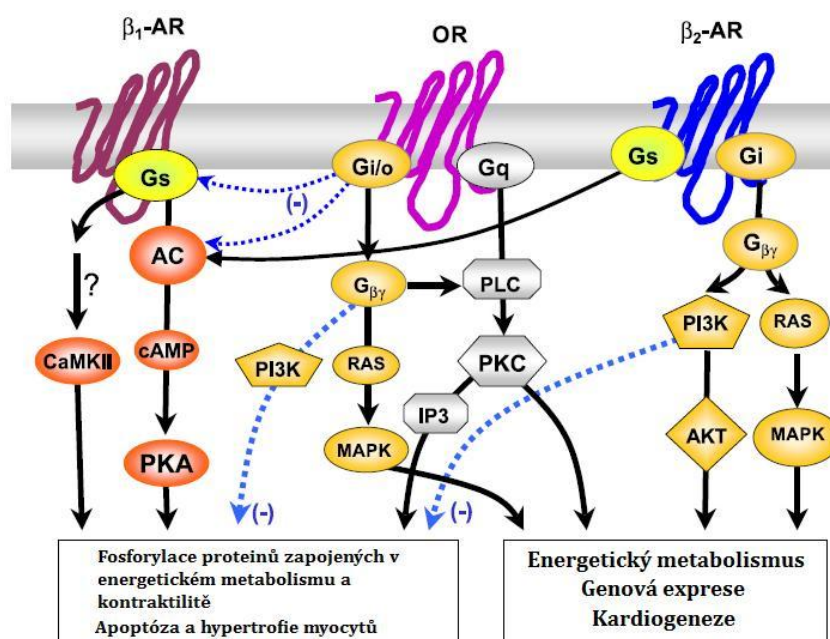 β₁-AR
OR
β₂-AR
Gs
Gi/o
Gq
Gs
Gi
(-)
AC
Gβγ
PLC
Gβγ
?
CaMKII
cAMP
PI3K
RAS
PKC
PI3K
RAS
IP3
PKA
MAPK
AKT
MAPK
(-)
(-)
Fosforylace proteinů zapojených v
energetickém metabolismu a
kontraktilitě
Apoptóza a hypertrofie myocytů
Energetický metabolismus
Genová exprese
Kardiogeneze